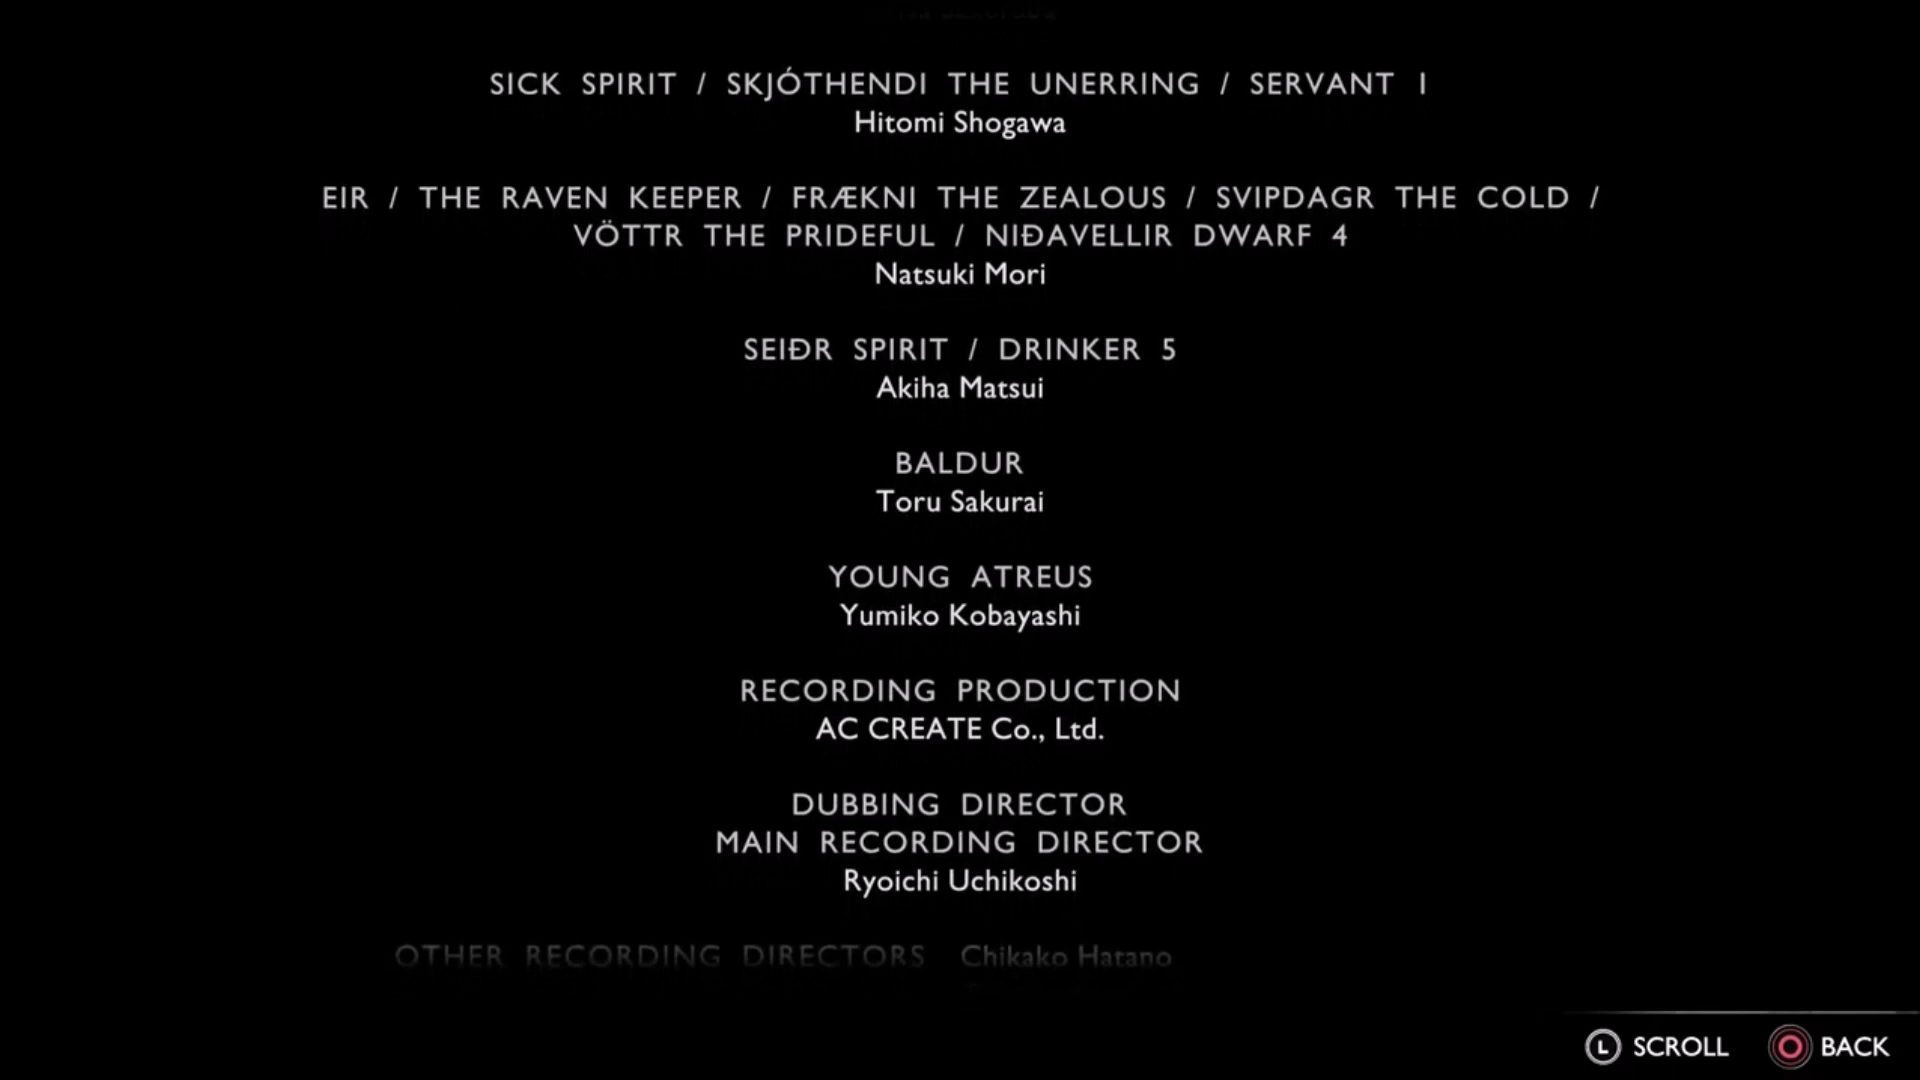 SICK SPIRIT / SKJÓTHENDI THE UNERRING / SERVANT 1
Hitomi Shogawa
EIR / THE RAVEN KEEPER / FRÆKNI THE ZEALOUS / SVIPDAGR THE COLD /
VÖTTR THE PRIDEFUL / NIÐAVELLIR DWARF 4
Natsuki Mori
SEIÐR SPIRIT / DRINKER 5
Akiha Matsui
BALDUR
Toru Sakurai
YOUNG ATREUS
Yumiko Kobayashi
RECORDING PRODUCTION
AC CREATE Co., Ltd.
DUBBING DIRECTOR
MAIN RECORDING DIRECTOR
Ryoichi Uchikoshi
OTHER RECORDING DIRECTORS Chikako Hatano
L SCROLL BACK